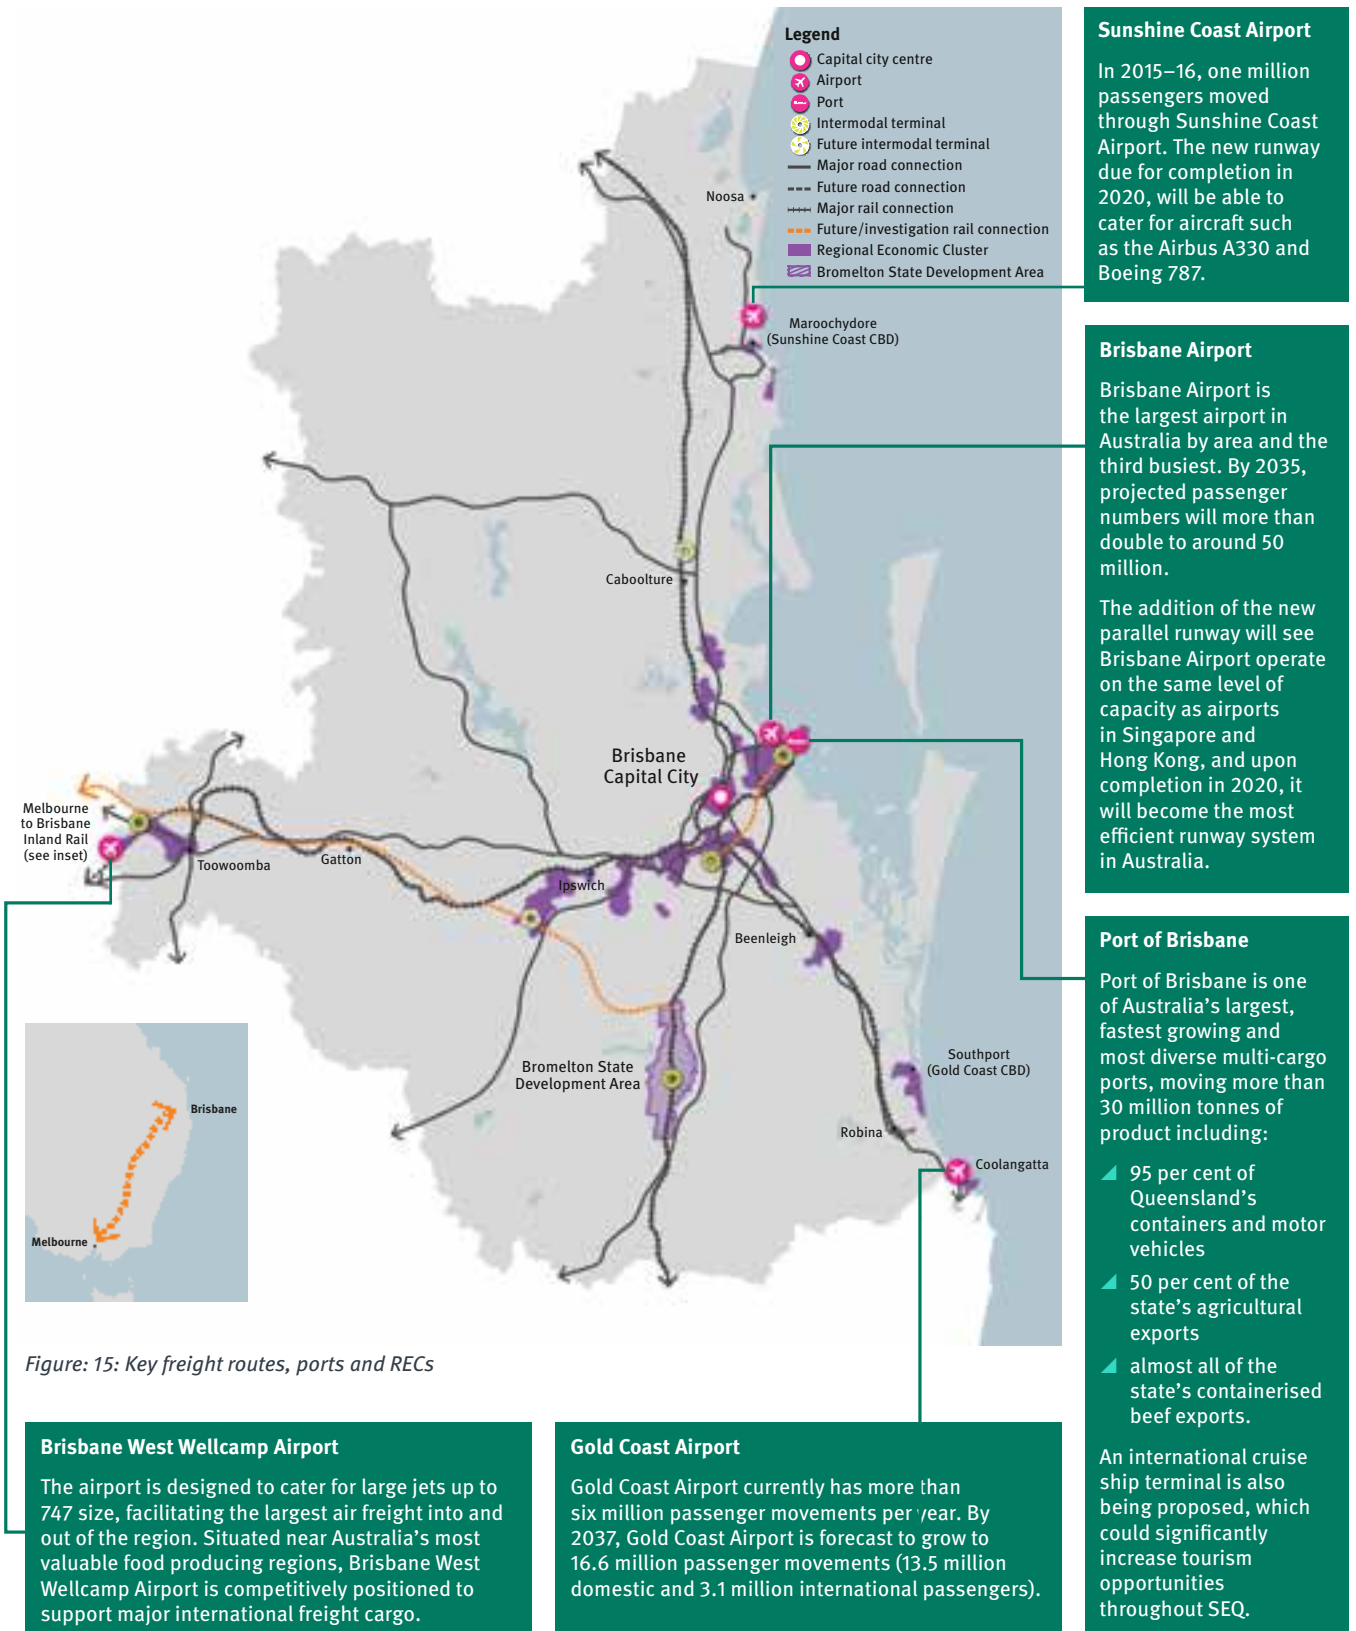 Legend
Capital city centre
Airport
Port
Intermodal terminal
Future intermodal terminal
Major road connection
Future road connection
Major rail connection
Future/investigation rail connection
Regional Economic Cluster
Bromelton State Development Area
Noosa
Maroochydore
(Sunshine Coast CBD)
Caboolture
Brisbane
Capital City
Melbourne
to Brisbane
Inland Rail
(see inset)
Toowoomba
Gatton
Ipswich
Beenleigh
Bromelton State
Development Area
Southport
(Gold Coast CBD)
Robina
Coolangatta
Brisbane
Melbourne
Figure: 15: Key freight routes, ports and RECs
Sunshine Coast Airport
In 2015–16, one million
passengers moved
through Sunshine Coast
Airport. The new runway
due for completion in
2020, will be able to
cater for aircraft such
as the Airbus A330 and
Boeing 787.
Brisbane Airport
Brisbane Airport is
the largest airport in
Australia by area and the
third busiest. By 2035,
projected passenger
numbers will more than
double to around 50
million.
The addition of the new
parallel runway will see
Brisbane Airport operate
on the same level of
capacity as airports
in Singapore and
Hong Kong, and upon
completion in 2020, it
will become the most
efficient runway system
in Australia.
Port of Brisbane
Port of Brisbane is one
of Australia's largest,
fastest growing and
most diverse multi-cargo
ports, moving more than
30 million tonnes of
product including:
95 per cent of
Queensland's
containers and motor
vehicles
50 per cent of the
state's agricultural
exports
almost all of the
state's containerised
beef exports.
An international cruise
ship terminal is also
being proposed, which
could significantly
increase tourism
opportunities
throughout SEQ.
Brisbane West Wellcamp Airport
The airport is designed to cater for large jets up to
747 size, facilitating the largest air freight into and
out of the region. Situated near Australia's most
valuable food producing regions, Brisbane West
Wellcamp Airport is competitively positioned to
support major international freight cargo.
Gold Coast Airport
Gold Coast Airport currently has more than
six million passenger movements per year. By
2037, Gold Coast Airport is forecast to grow to
16.6 million passenger movements (13.5 million
domestic and 3.1 million international passengers).